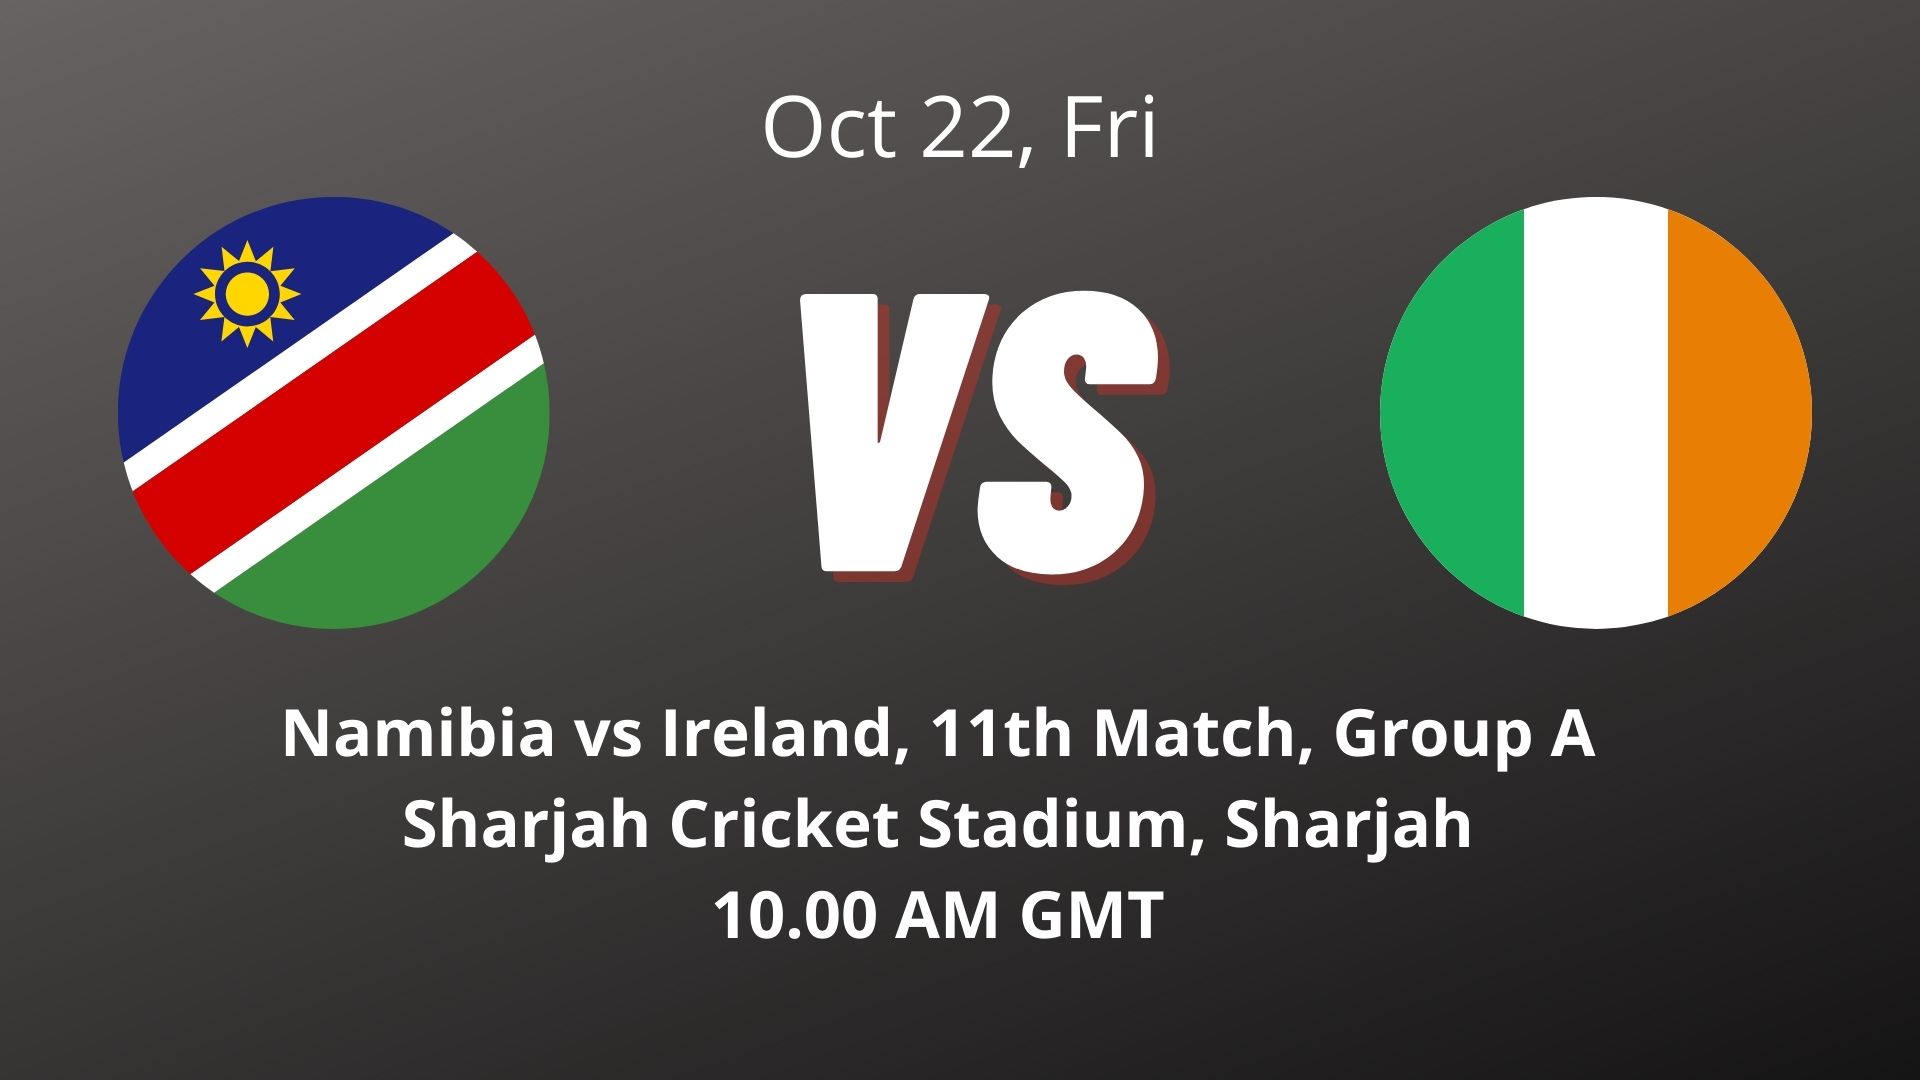 Oct 22, Fri
VS
Namibia vs Ireland, 11th Match, Group A
Sharjah Cricket Stadium, Sharjah
10.00 AM GMT